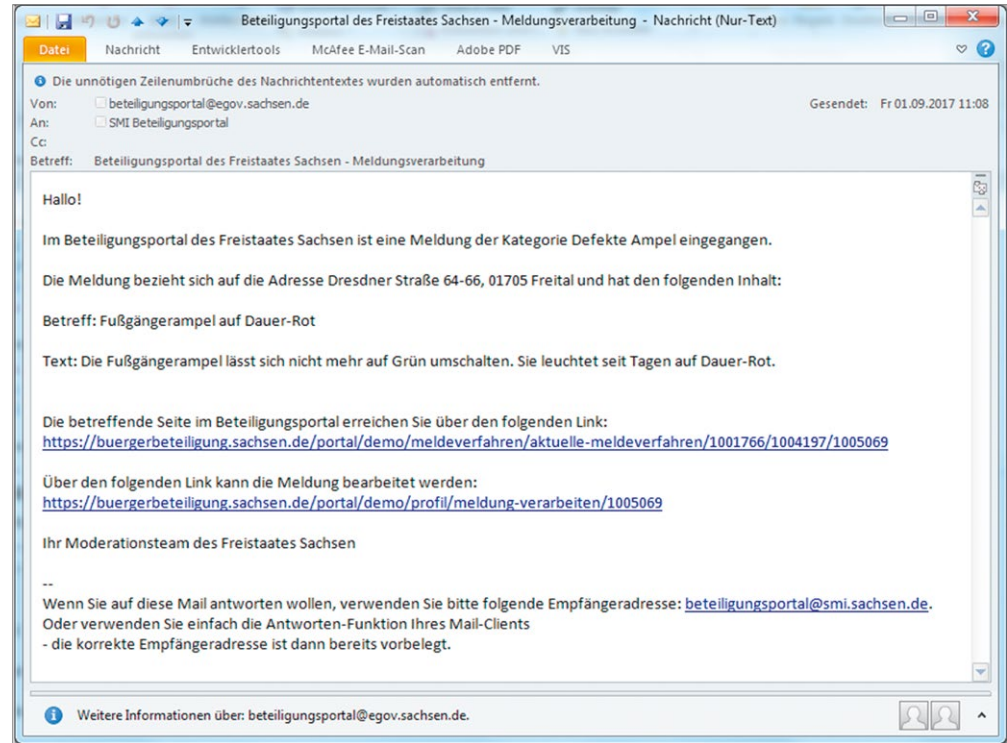 Beteiligungsportal des Freistaates Sachsen - Meldungsverarbeitung - Nachricht (Nur-Text)
Datei Nachricht Entwicklertools McAfee E-Mail-Scan Adobe PDF VIS
Die unnötigen Zeilenumbrüche des Nachrichtentextes wurden automatisch entfernt.
Von: beteiligungsportal@egov.sachsen.de Gesendet: Fr 01.09.2017 11:08
An: SMI Beteiligungsportal
Cc:
Betreff: Beteiligungsportal des Freistaates Sachsen - Meldungsverarbeitung
Hallo!
Im Beteiligungsportal des Freistaates Sachsen ist eine Meldung der Kategorie Defekte Ampel eingegangen.
Die Meldung bezieht sich auf die Adresse Dresdner Straße 64-66, 01705 Freital und hat den folgenden Inhalt:
Betreff: Fußgängerampel auf Dauer-Rot
Text: Die Fußgängerampel lässt sich nicht mehr auf Grün umschalten. Sie leuchtet seit Tagen auf Dauer-Rot.
Die betreffende Seite im Beteiligungsportal erreichen Sie über den folgenden Link:
https://buergerbeteiligung.sachsen.de/portal/demo/meldeverfahren/aktuelle-meldeverfahren/1001766/1004197/1005069
Über den folgenden Link kann die Meldung bearbeitet werden:
https://buergerbeteiligung.sachsen.de/portal/demo/profil/meldung-verarbeiten/1005069
Ihr Moderationsteam des Freistaates Sachsen
--
Wenn Sie auf diese Mail antworten wollen, verwenden Sie bitte folgende Empfängeradresse: beteiligungsportal@smi.sachsen.de.
Oder verwenden Sie einfach die Antworten-Funktion Ihres Mail-Clients
- die korrekte Empfängeradresse ist dann bereits vorbelegt.
Weitere Informationen über: beteiligungsportal@egov.sachsen.de.